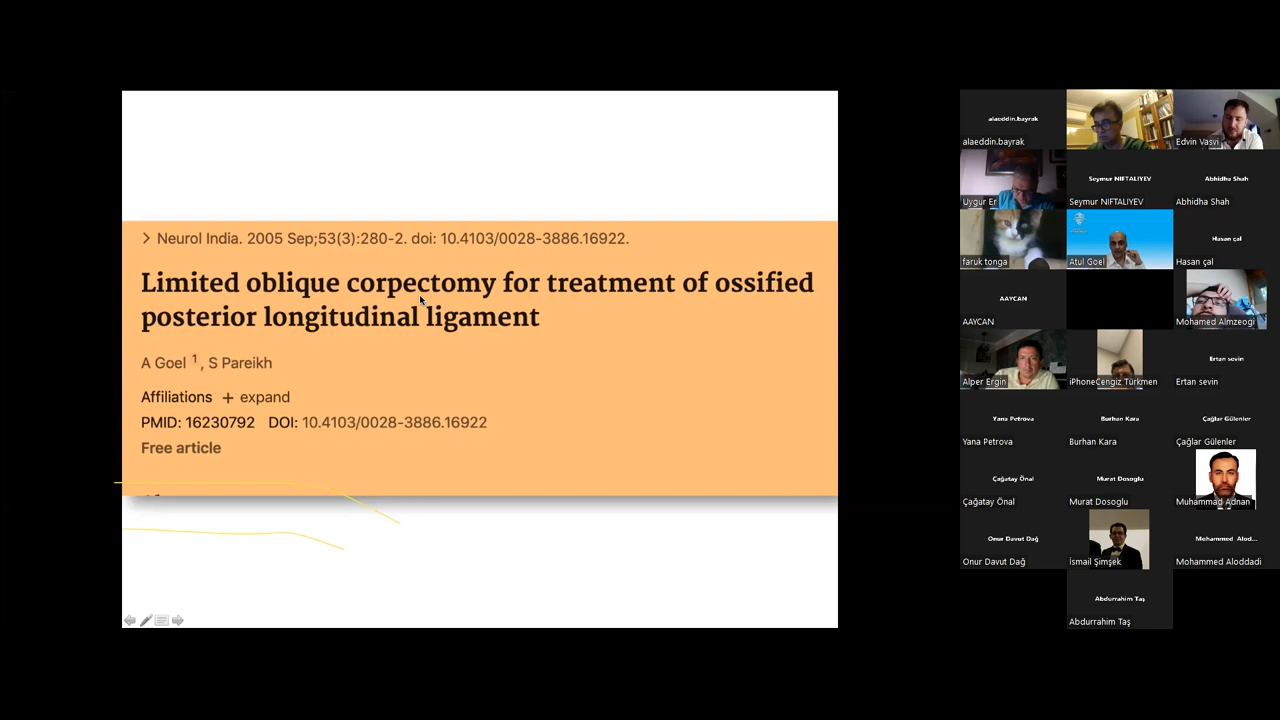 > Neurol India. 2005 Sep;53(3):280-2. doi: 10.4103/0028-3886.16922.
Limited oblique corpectomy for treatment of ossified
posterior longitudinal ligament
A Goel 1, S Pareikh
Affiliations + expand
PMID: 16230792 DOI: 10.4103/0028-3886.16922
Free article
alaeddin.bayrak
alaeddin.bayrak
Edvin Vasvi
Uygur Er
Seymur NIFTALIYEV
Seymur NIFTALIYEV
Abhidha Shah
Abhidha Shah
faruk tonga
Atul Goel
Hasan çal
Hasan çal
AAYCAN
AAYCAN
Mohamed Almzeogi
Alper Ergin
iPhoneCengiz Türkmen
Ertan sevin
Ertan sevin
Yana Petrova
Yana Petrova
Burhan Kara
Burhan Kara
Çağlar Gülenler
Çağlar Gülenler
Çağatay Önal
Çağatay Önal
Murat Dosoglu
Murat Dosoglu
Muhammad Adnan
Onur Davut Dağ
Onur Davut Dağ
İsmail Şimşek
Mohammed Alod...
Mohammed Aloddadi
Abdurrahim Taş
Abdurrahim Taş